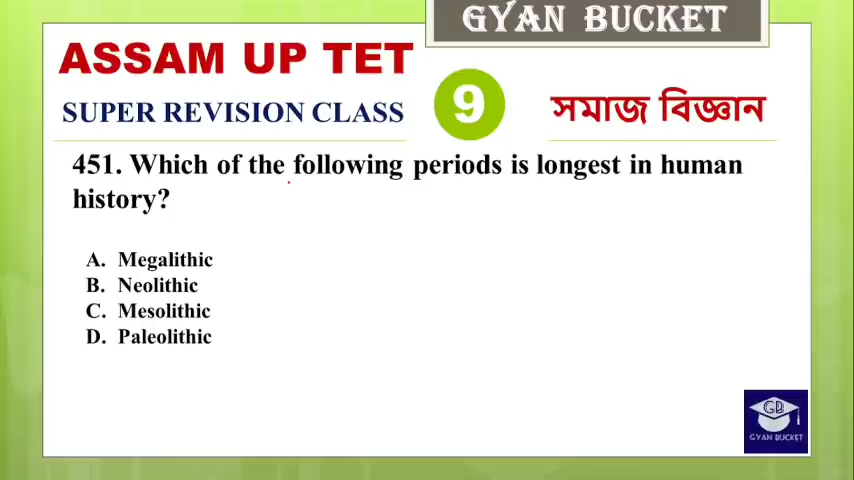 GYAN BUCKET
ASSAM UP TET
SUPER REVISION CLASS
9
সমাজ বিজ্ঞান
451. Which of the following periods is longest in human
history?
A. Megalithic
B. Neolithic
C. Mesolithic
D. Paleolithic
GB
GYAN BUCKET